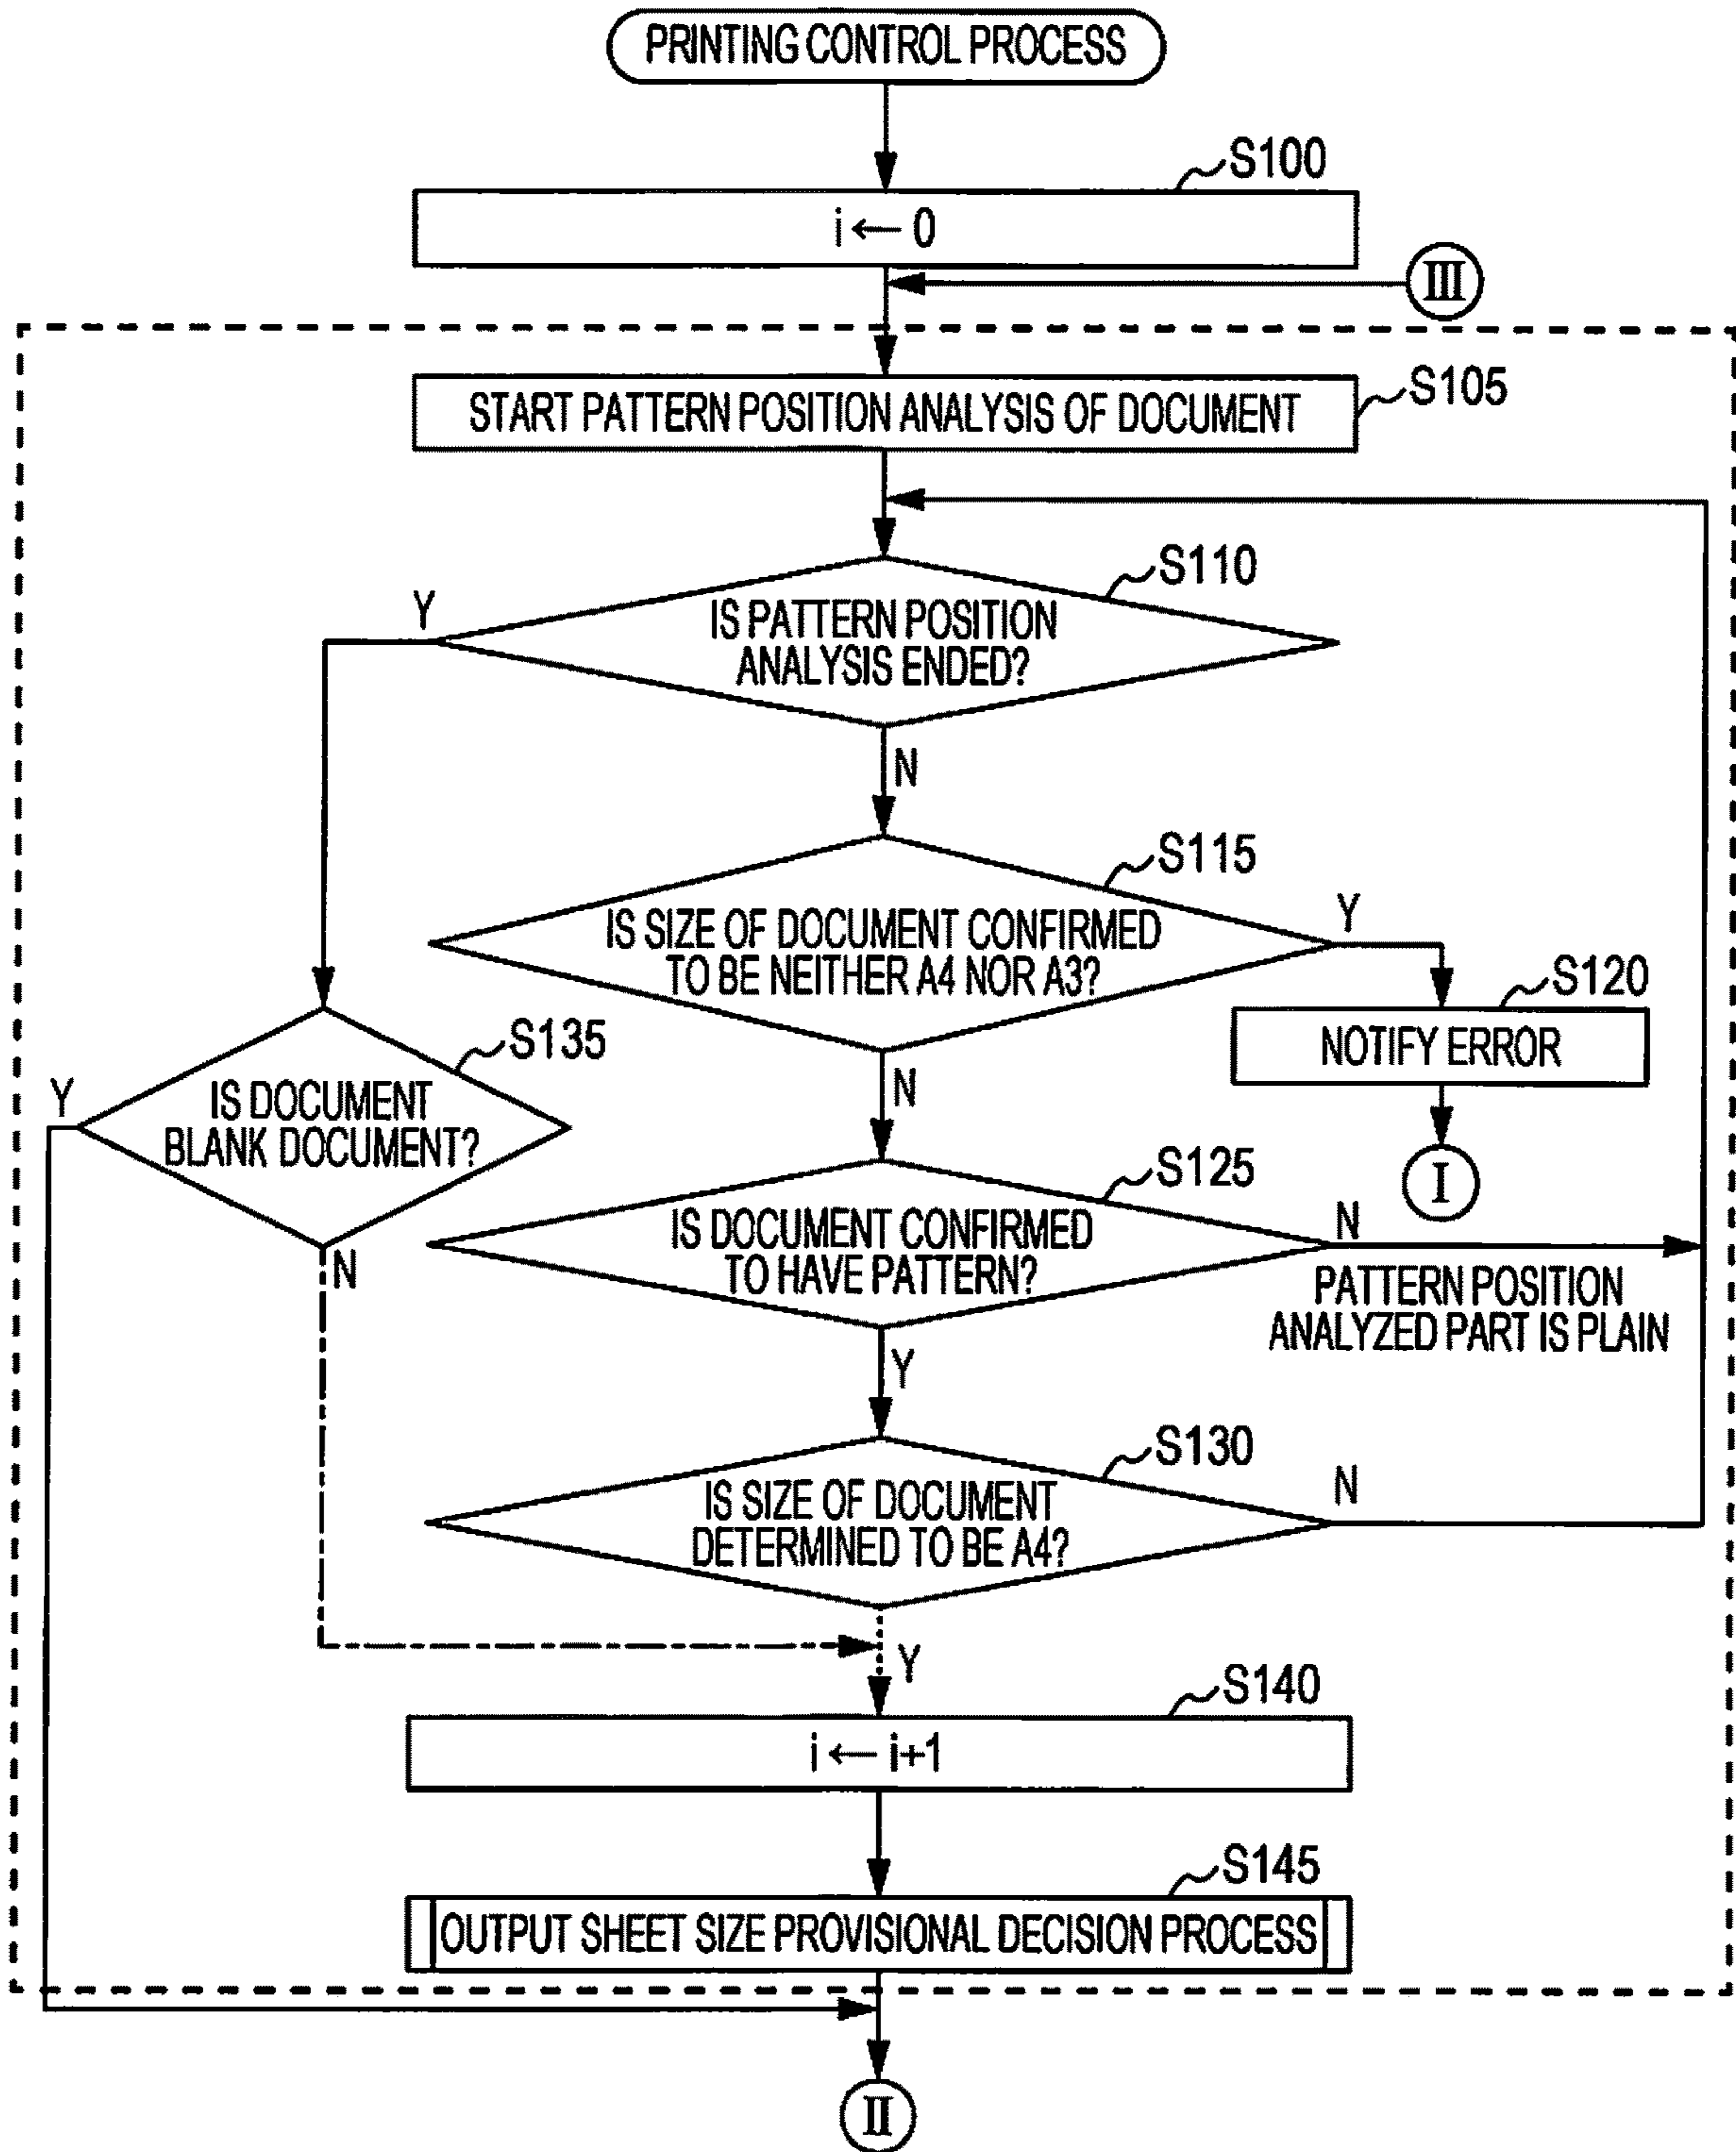 PRINTING CONTROL PROCESS
S100
i ← 0
III
S105
START PATTERN POSITION ANALYSIS OF DOCUMENT
S110
Y
IS PATTERN POSITION
ANALYSIS ENDED?
N
S115
IS SIZE OF DOCUMENT CONFIRMED
TO BE NEITHER A4 NOR A3?
Y
S120
NOTIFY ERROR
I
N
S135
Y
IS DOCUMENT
BLANK DOCUMENT?
N
S125
IS DOCUMENT CONFIRMED
TO HAVE PATTERN?
N
PATTERN POSITION
ANALYZED PART IS PLAIN
Y
S130
IS SIZE OF DOCUMENT
DETERMINED TO BE A4?
N
Y
S140
i ← i+1
S145
OUTPUT SHEET SIZE PROVISIONAL DECISION PROCESS
II